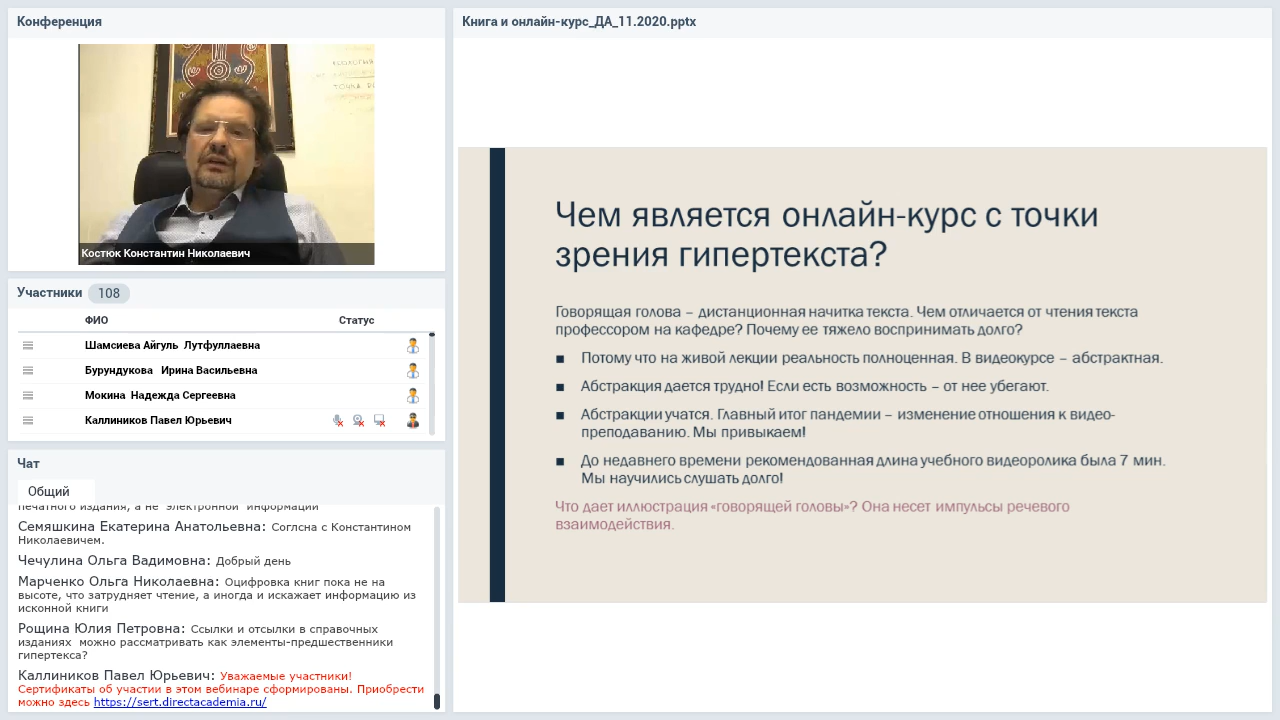 Конференция
Костюк Константин Николаевич
Участники 108
ФИО Статус
Шамсиева Айгуль Лутфуллаевна
Бурундукова Ирина Васильевна
Мокина Надежда Сергеевна
Каллиников Павел Юрьевич
Чат
Общий
печатного издания, а не электронной информации
Семяшкина Екатерина Анатольевна: Соглсна с Константином
Николаевичем.
Чечулина Ольга Вадимовна: Добрый день
Марченко Ольга Николаевна: Оцифровка книг пока не на
высоте, что затрудняет чтение, а иногда и искажает информацию из
исконной книги
Рощина Юлия Петровна: Ссылки и отсылки в справочных
изданиях можно рассматривать как элементы-предшественники
гипертекса?
Каллиников Павел Юрьевич: Уважаемые участники!
Сертификаты об участии в этом вебинаре сформированы. Приобрести
можно здесь https://sert.directacademia.ru/
Книга и онлайн-курс_ДА_11.2020.pptx
Чем является онлайн-курс с точки
зрения гипертекста?
Говорящая голова – дистанционная начитка текста. Чем отличается от чтения текста
профессором на кафедре? Почему ее тяжело воспринимать долго?
Потому что на живой лекции реальность полноценная. В видеокурсе – абстрактная.
Абстракция дается трудно! Если есть возможность – от нее убегают.
Абстракции учатся. Главный итог пандемии – изменение отношения к видео-
преподаванию. Мы привыкаем!
До недавнего времени рекомендованная длина учебного видеоролика была 7 мин.
Мы научились слушать долго!
Что дает иллюстрация «говорящей головы»? Она несет импульсы речевого
взаимодействия.